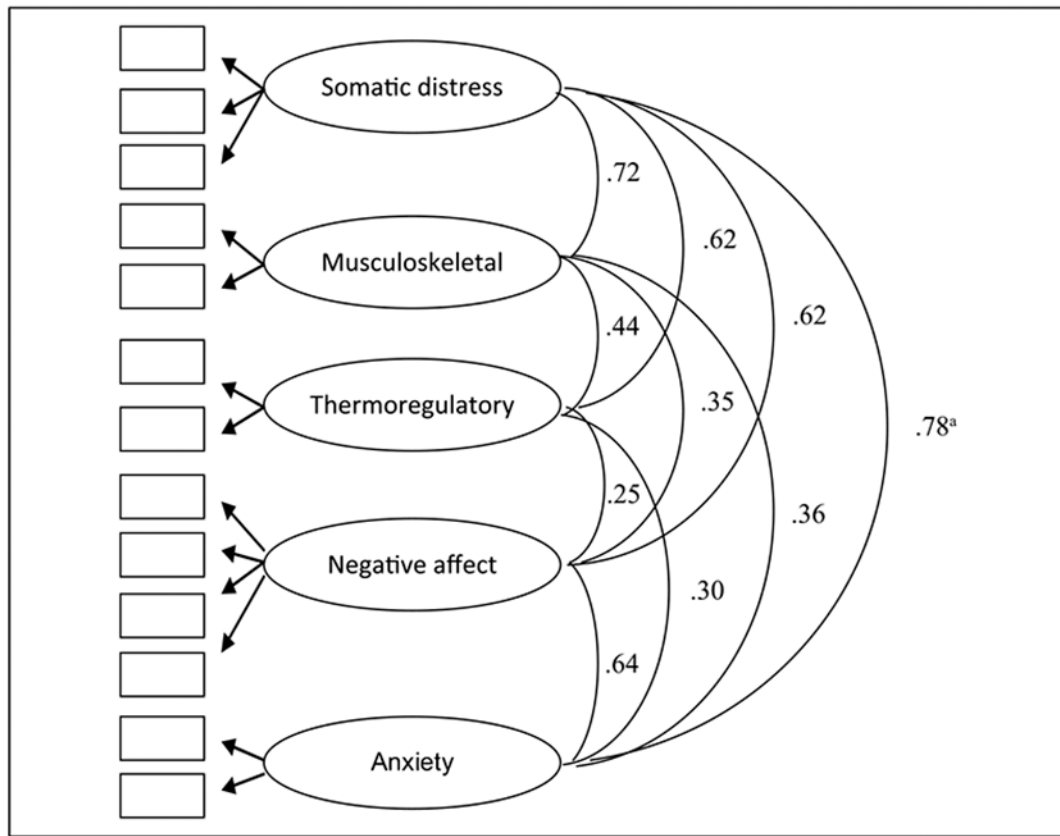 Somatic distress
.72
Musculoskeletal
.62
.62
.44
Thermoregulatory
.35
.78ᵃ
.25
.36
Negative affect
.30
.64
Anxiety